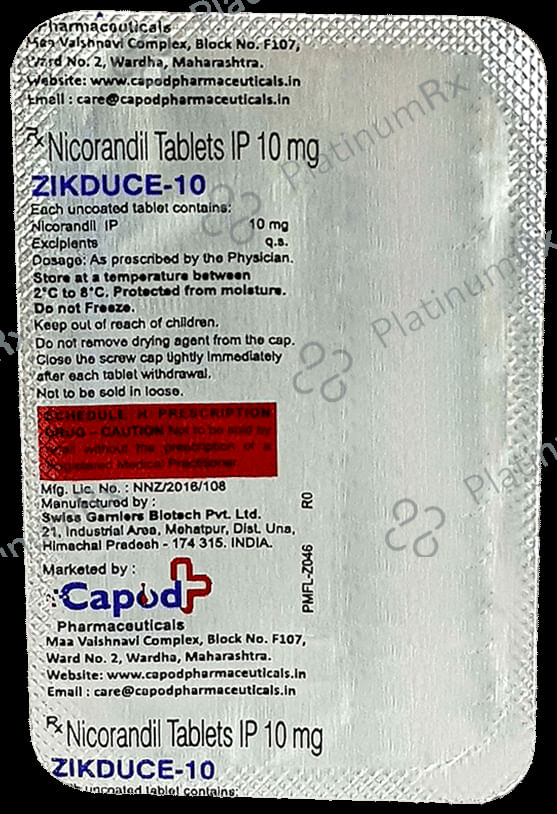 Pharmaceuticals
Maa Vaishnavi Complex, Block No. F107,
Ward No. 2, Wardha, Maharashtra.
Website: www.capodpharmaceuticals.in
Email : care@capodpharmaceuticals.in
Rx Nicorandil Tablets IP 10 mg
ZIKDUCE-10
Each uncoated tablet contains:
Nicorandil IP 10 mg
Excipients q.s.
Dosage: As prescribed by the Physician.
Store at a temperature between
2°C to 8°C. Protected from moisture.
Do not Freeze.
Keep out of reach of children.
Do not remove drying agent from the cap.
Close the screw cap tightly immediately
after each tablet withdrawal.
Not to be sold in loose.
SCHEDULE H PRESCRIPTION
DRUG - CAUTION Not to be sold by
retail without the prescription of a
Registered Medical Practitioner
Mfg. Lic. No. : NNZ/2016/108
Manufactured by :
Swiss Garniers Biotech Pvt. Ltd.
21, Industrial Area, Mehatpur, Dist. Una,
Himachal Pradesh - 174 315. INDIA.
PMFL-Z046 R0
Marketed by :
Capod
Pharmaceuticals
Maa Vaishnavi Complex, Block No. F107,
Ward No. 2, Wardha, Maharashtra.
Website: www.capodpharmaceuticals.in
Email : care@capodpharmaceuticals.in
Rx Nicorandil Tablets IP 10 mg
ZIKDUCE-10
uncoated tablet contains:
PlatinumRx
PlatinumRx